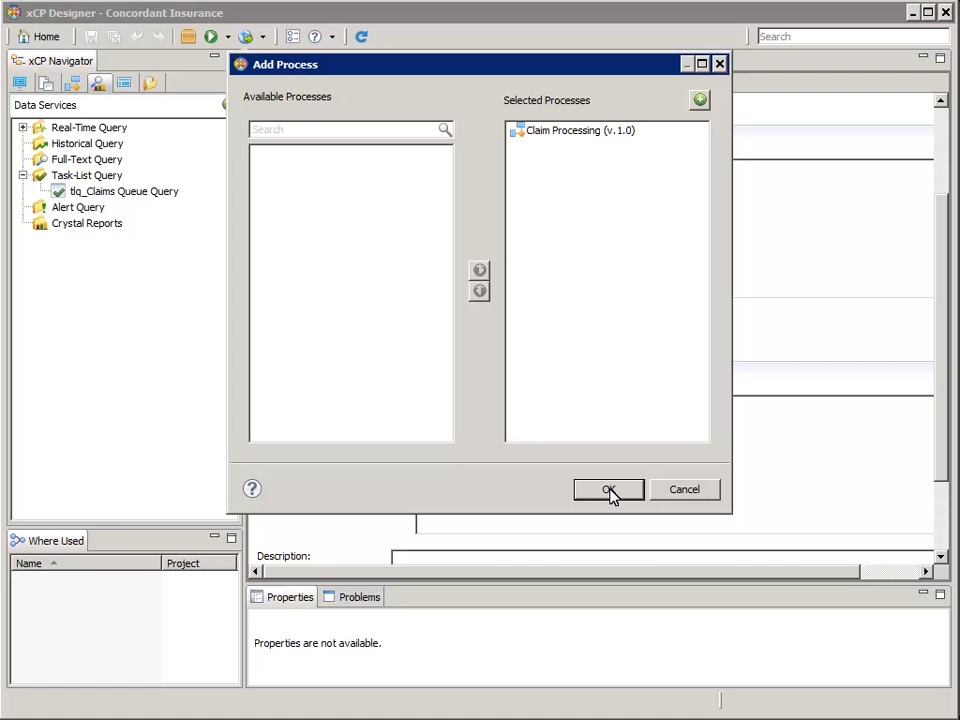 xCP Designer - Concordant Insurance
Home
Search
xCP Navigator
Data Services
Real-Time Query
Historical Query
Full-Text Query
Task-List Query
tlq_Claims Queue Query
Alert Query
Crystal Reports
Add Process
Available Processes
Selected Processes
Search
Claim Processing (v.1.0)
OK
Cancel
Description:
Where Used
Name
Project
Properties
Problems
Properties are not available.